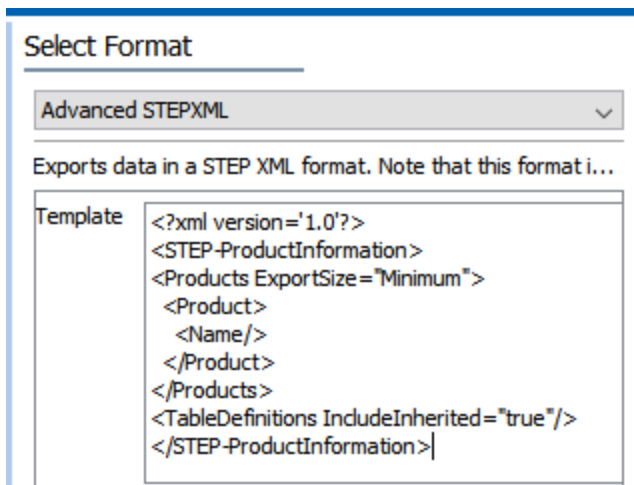 Select Format
Advanced STEPXML
Exports data in a STEP XML format. Note that this format i...
Template
<?xml version='1.0'?>
<STEP-ProductInformation>
<Products ExportSize="Minimum">
<Product>
<Name/>
</Product>
</Products>
<TableDefinitions IncludeInherited="true"/>
</STEP-ProductInformation>